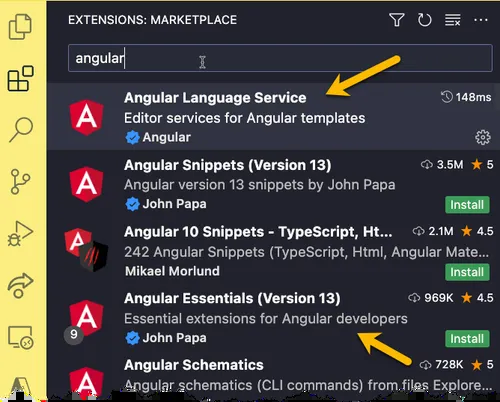 EXTENSIONS: MARKETPLACE
angular
Angular Language Service
148ms
Editor services for Angular templates
Angular
Angular Snippets (Version 13)
3.5M
5
Angular version 13 snippets by John Papa
John Papa
Install
Angular 10 Snippets - TypeScript, Ht...
2.1M
4.5
242 Angular Snippets (TypeScript, Html, Angular Mate...
Mikael Morlund
Install
Angular Essentials (Version 13)
969K
4.5
Essential extensions for Angular developers
9
John Papa
Install
Angular Schematics
728K
5
Angular schematics (CLI commands) from files Explore...